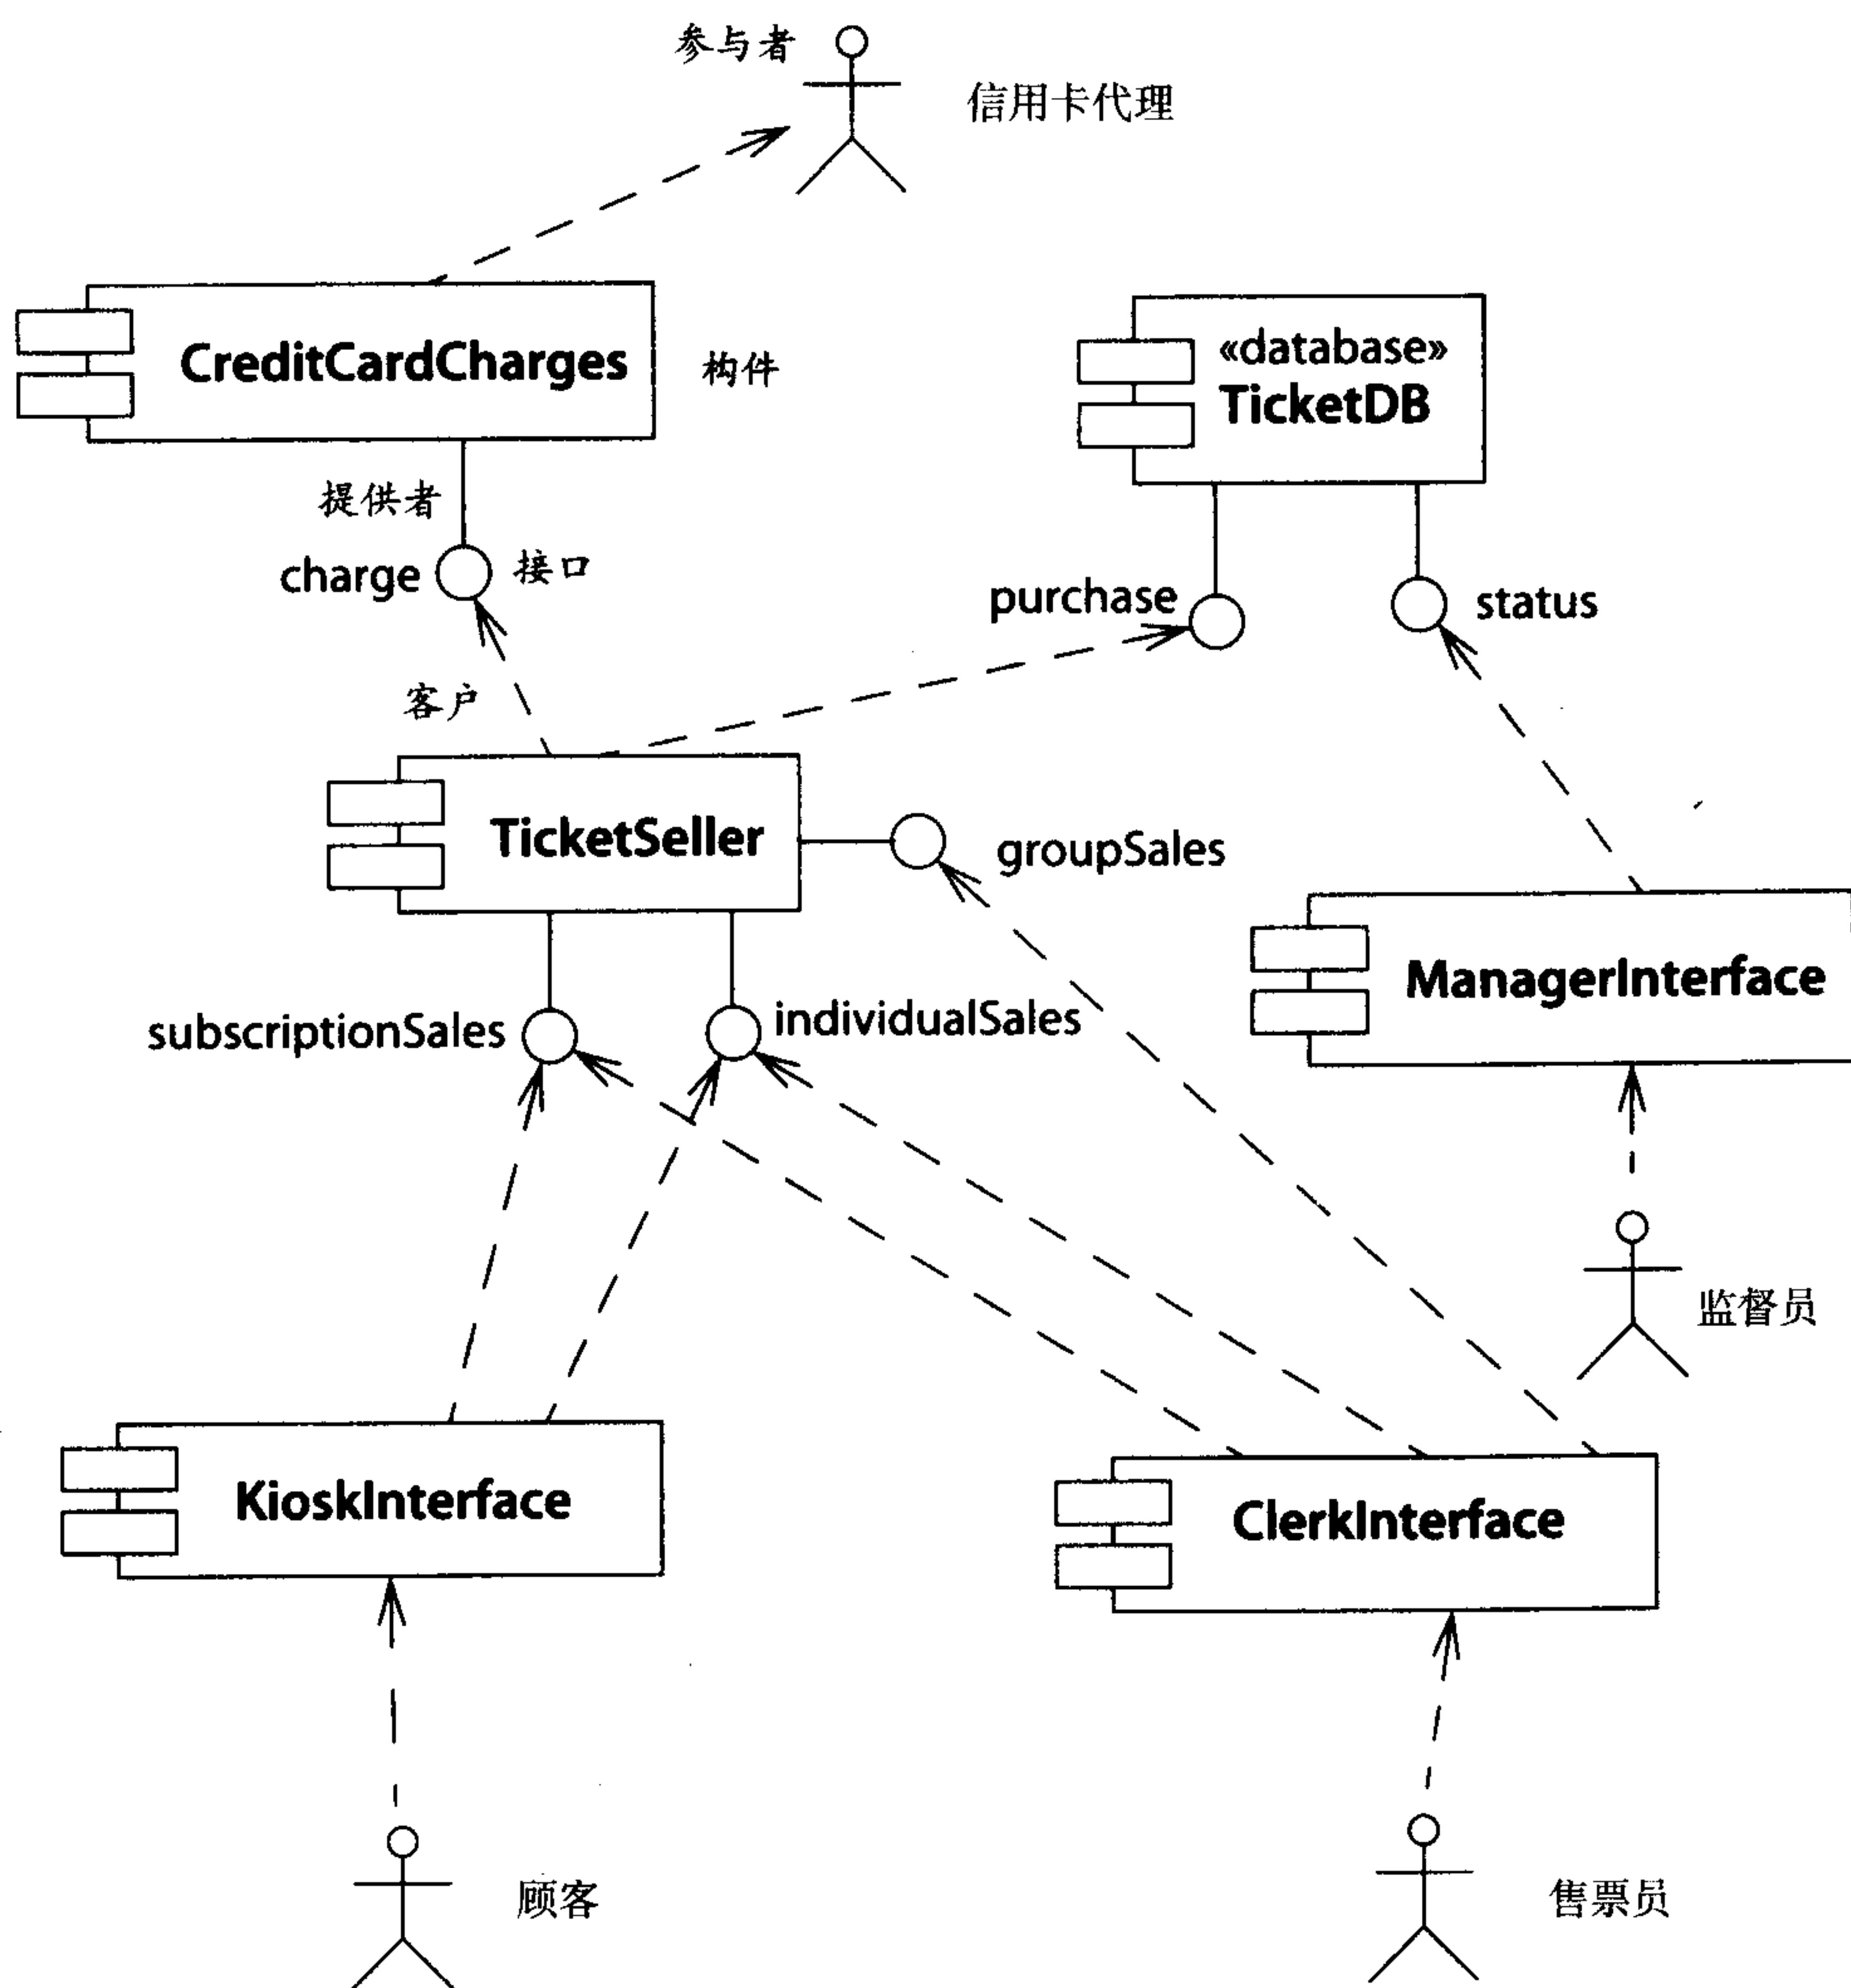 参与者
信用卡代理
CreditCardCharges
构件
«database»
TicketDB
提供者
charge
接口
purchase
status
客户
TicketSeller
groupSales
ManagerInterface
subscriptionSales
individualSales
监督员
KioskInterface
ClerkInterface
顾客
售票员